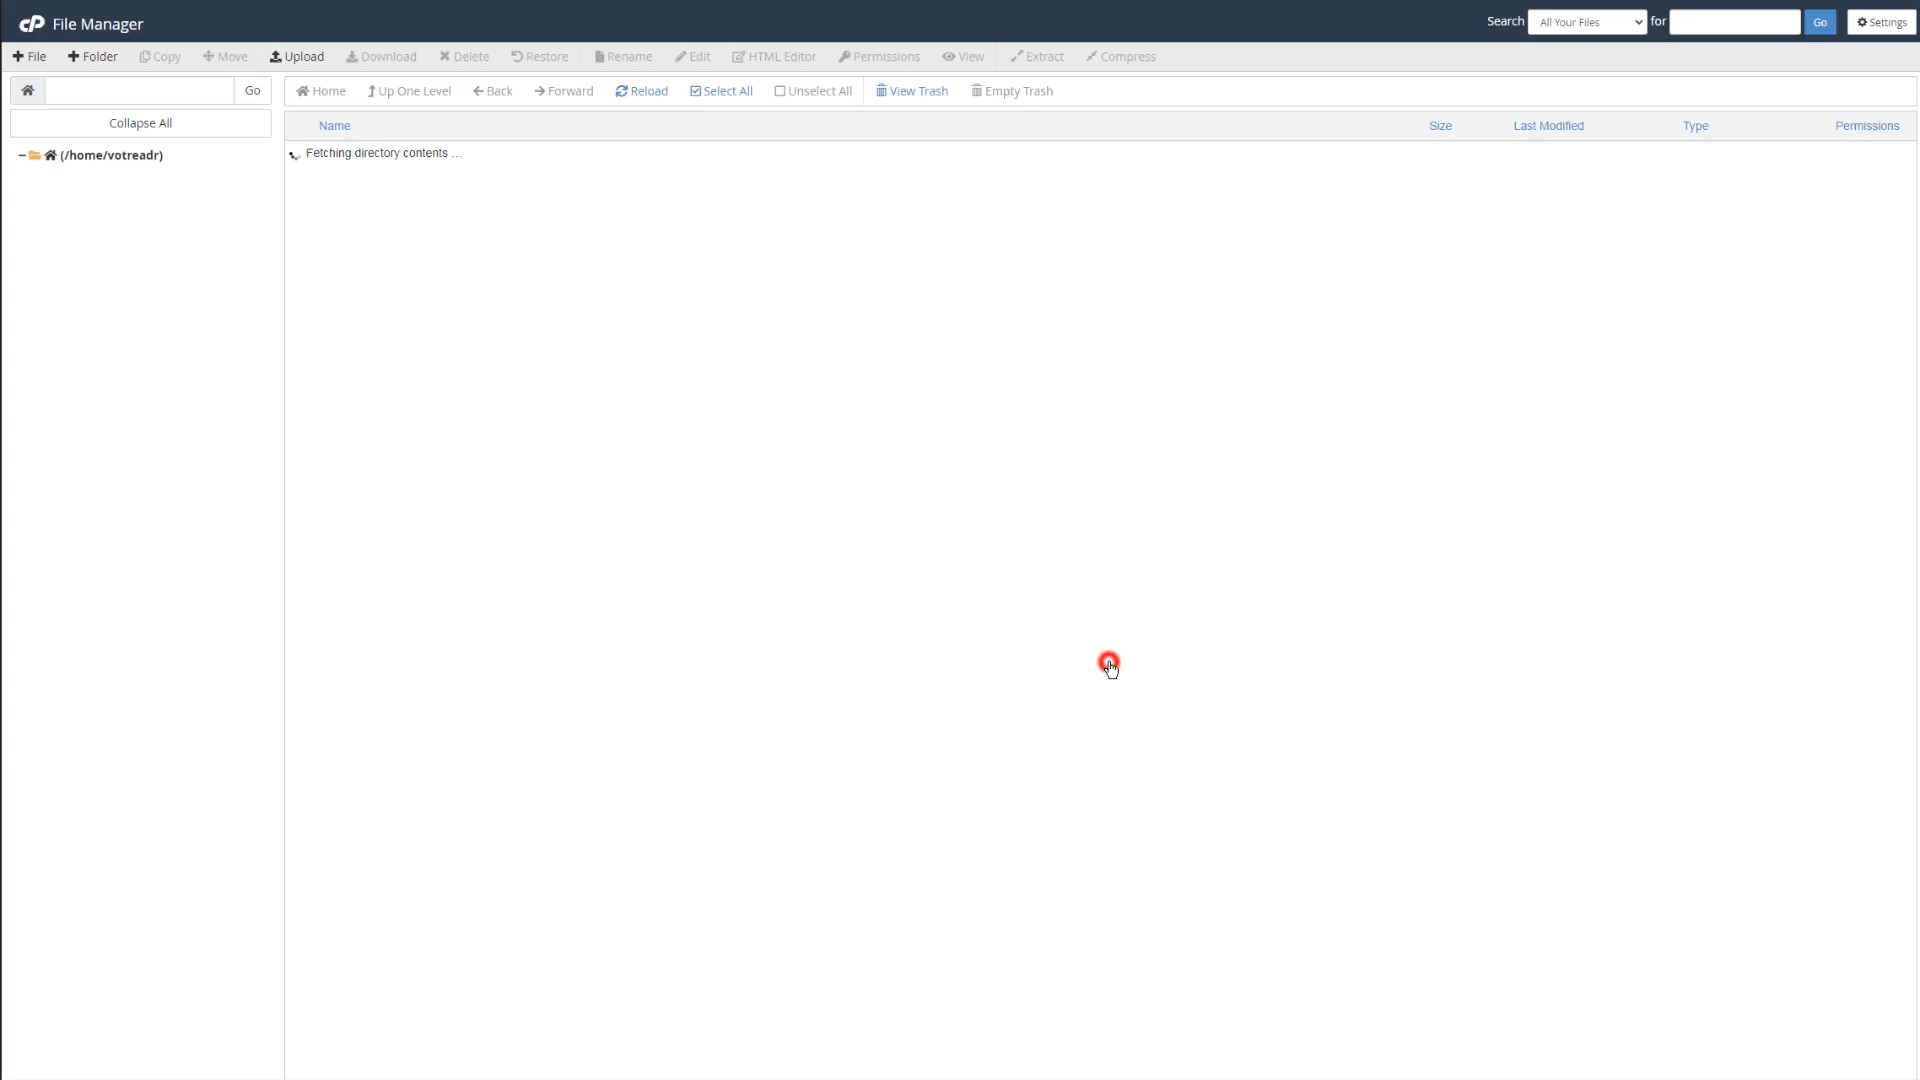 cP File Manager
Search All Your Files for Go Settings
File Folder Copy Move Upload Download Delete Restore Rename Edit HTML Editor Permissions View Extract Compress
Go Home Up One Level Back Forward Reload Select All Unselect All View Trash Empty Trash
Collapse All
Name Size Last Modified Type Permissions
(/home/votreadr)
Fetching directory contents ...